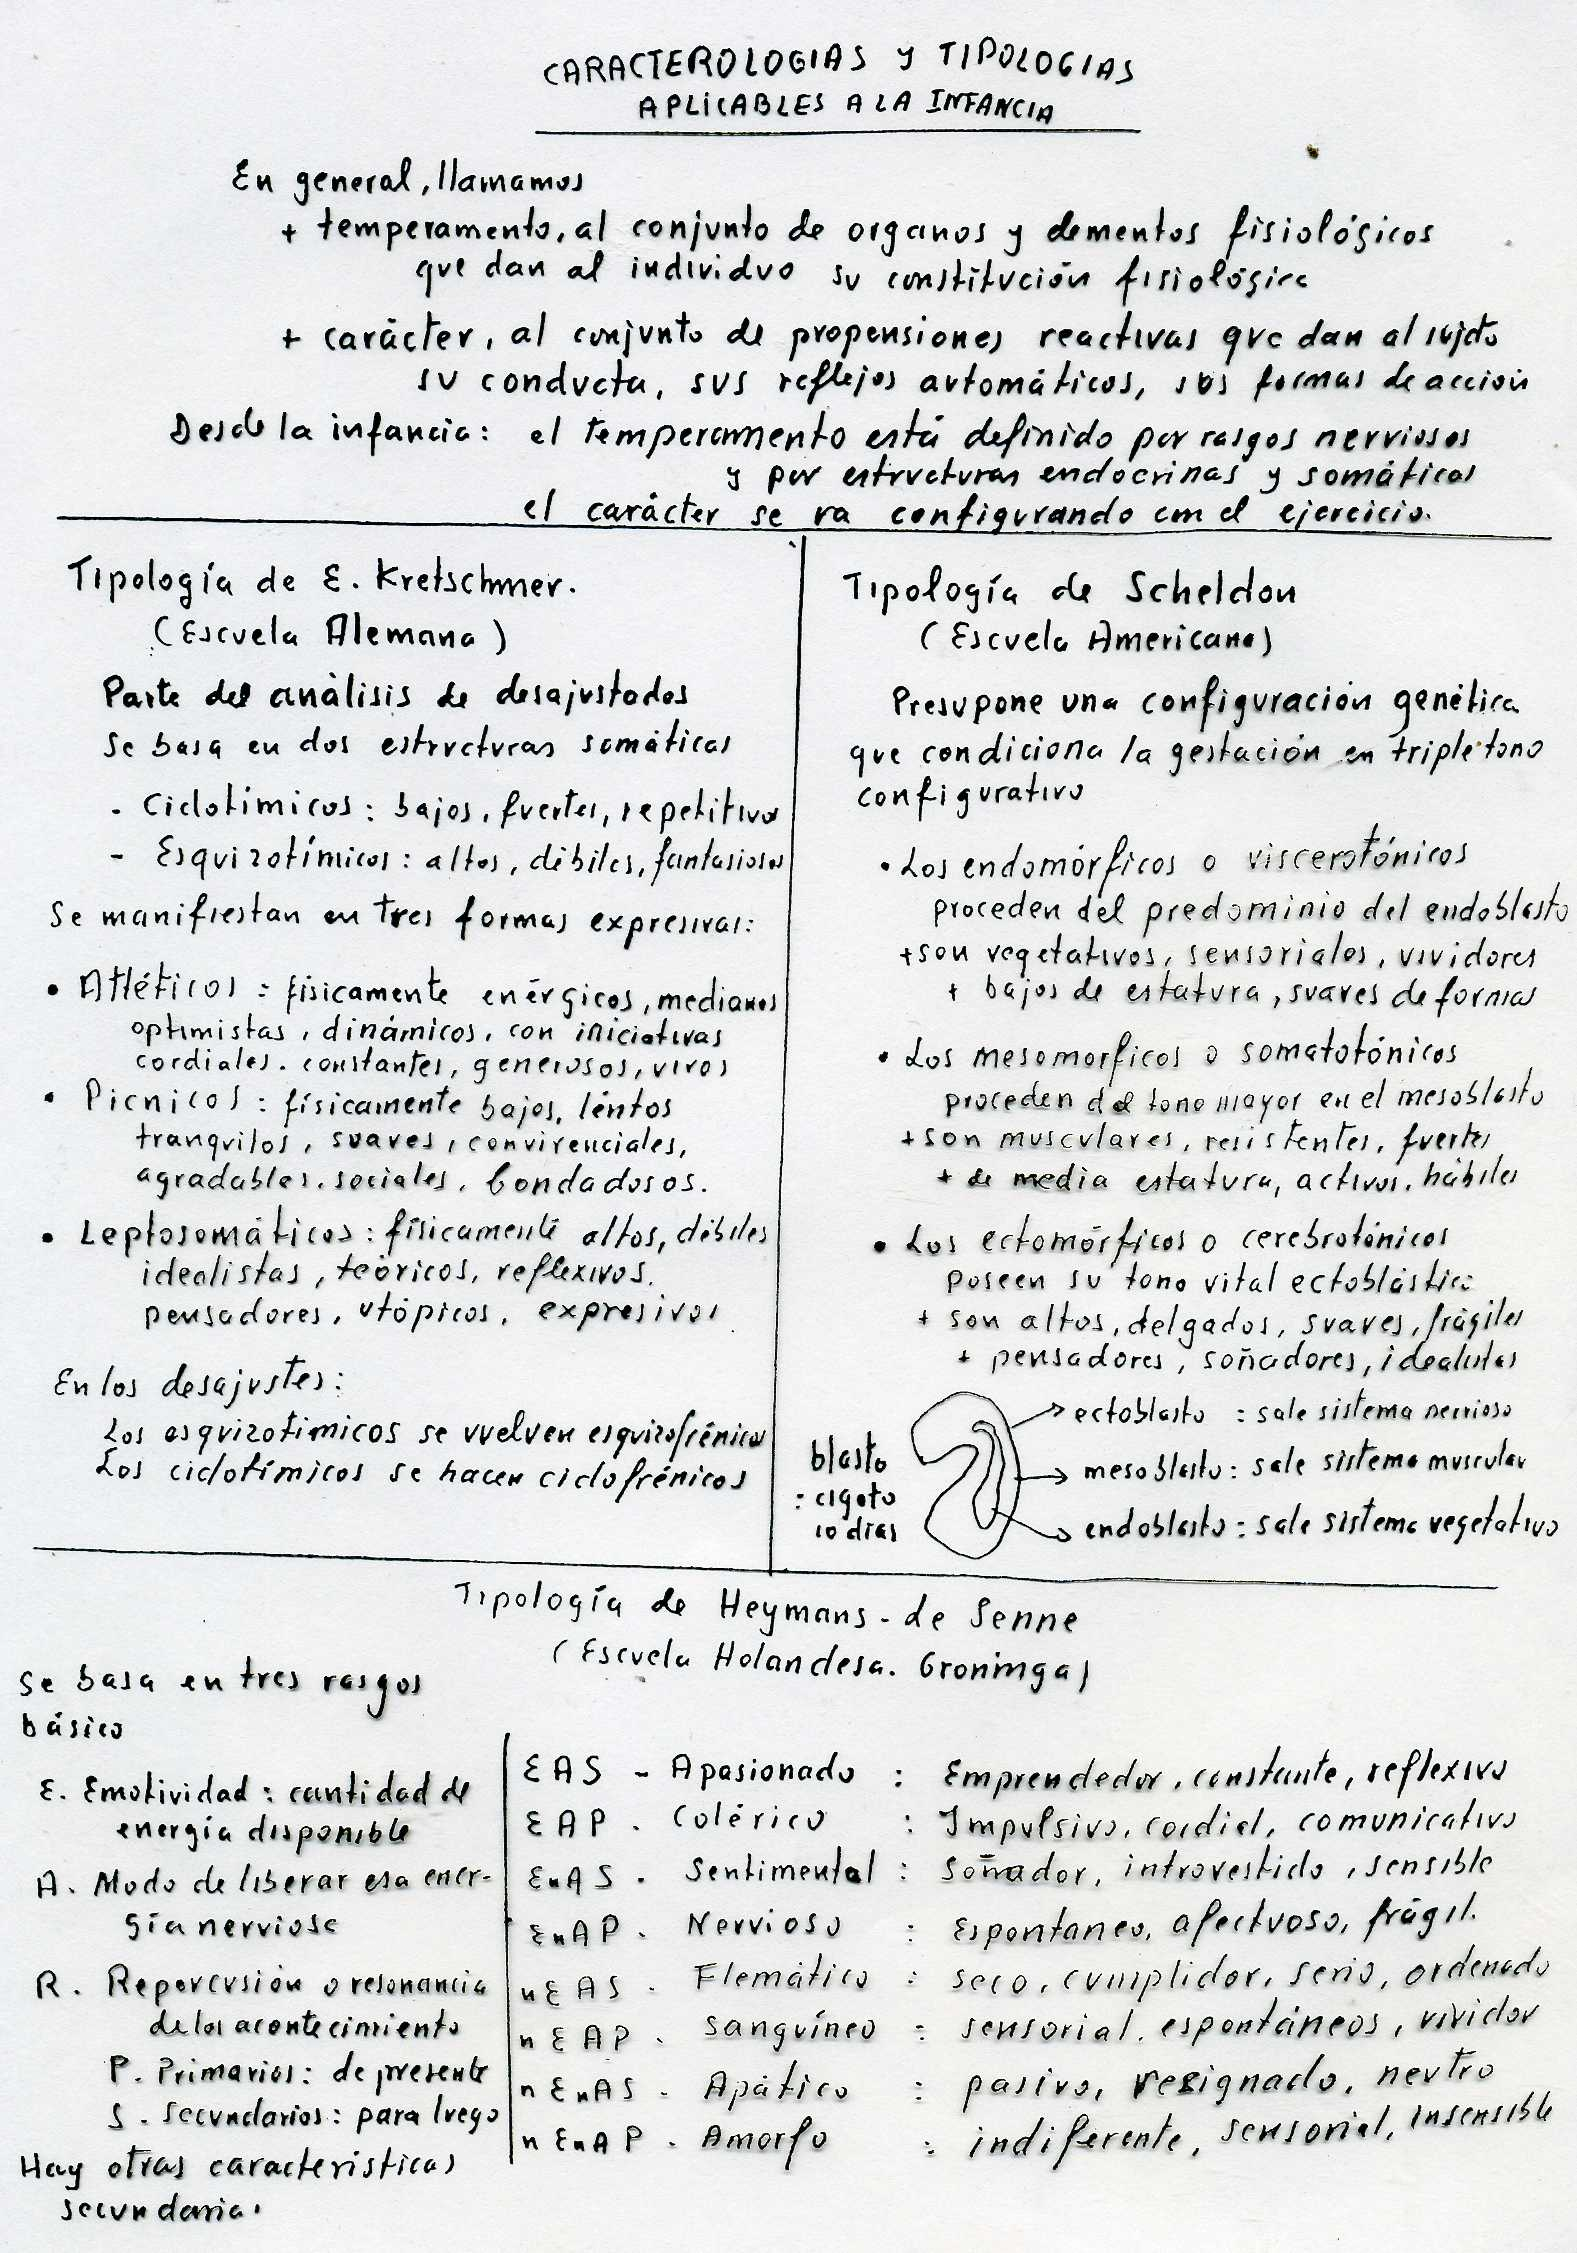 CARACTEROLOGIAS y TIPOLOGIAS
APLICABLES A LA INFANCIA
En general, llamamos
+ temperamento, al conjunto de organos y elementos fisiológicos
que dan al individuo su constitución fisiológica
+ carácter, al conjunto de propensiones reactivas que dan al sujeto
su conducta, sus reflejos automáticos, sus formas de acción
Desde la infancia: el temperamento está definido por rasgos nerviosos
y por estructuras endocrinas y somáticas
el carácter se va configurando con el ejercicio.
Tipología de E. Kretschmer.
(Escuela Alemana)
Parte del análisis de desajustados
Se basa en dos estructuras somáticas
- Ciclotímicos: bajos, fuertes, repetitivos
- Esquizotímicos: altos, débiles, fantasiosos
Se manifiestan en tres formas expresivas:
• Atléticos: físicamente enérgicos, medianos
optimistas, dinámicos, con iniciativas
cordiales. constantes, generosos, vivos
• Picnicos: físicamente bajos, lentos
tranquilos, suaves, convivenciales,
agradables, sociales, bondadosos.
• Leptosomáticos: físicamente altos, débiles
idealistas, teóricos, reflexivos.
pensadores, utópicos, expresivos
En los desajustes:
Los esquizotimicos se vuelven esquizofrénicos
Los ciclotímicos se hacen ciclofrénicos
Tipología de Scheldon
(Escuela Americana)
Presupone una configuración genética
que condiciona la gestación en triple tono
configurativo
• Los endomórficos o viscerotónicos
proceden del predominio del endoblasto
+ son vegetativos, sensoriales, vividores
+ bajos de estatura, suaves de formas
• Los mesomorficos o somatotónicos
proceden del tono mayor en el mesoblasto
+ son musculares, resistentes, fuertes
+ de media estatura, activos, hábiles
• Los ectomórficos o cerebrotónicos
poseen su tono vital ectoblástico
+ son altos, delgados, suaves, frágiles
+ pensadores, soñadores, idealistas
blasto
: cigoto
10 dias
ectoblasto : sale sistema nervioso
mesoblasto : sale sistema muscular
endoblasto : sale sistema vegetativo
Tipología de Heymans - de Senne
(Escuela Holandesa. Groninga)
Se basa en tres rasgos
básico
E. Emotividad : cantidad de
energía disponible
A. Modo de liberar esa ener-
gía nerviosa
R. Repercusión o resonancia
de los acontecimiento
P. Primarios: de presente
S. Secundarios: para luego
Hay otras caracteristicas
secundaria.
EAS - Apasionado : Emprendedor, constante, reflexivo
EAP. Colérico : Impulsivo, cordial, comunicativo
EnAS. Sentimental : Soñador, introvestido, sensible
EnAP. Nervioso : Espontaneo, afectuoso, frágil.
nEAS. Flemático : seco, cumplidor, serio, ordenado
nEAP. sanguíneo : sensorial, espontáneos, vividor
nEnAS. Apático : pasivo, resignado, neutro
nEnAP. Amorfo : indiferente, sensorial, insensible